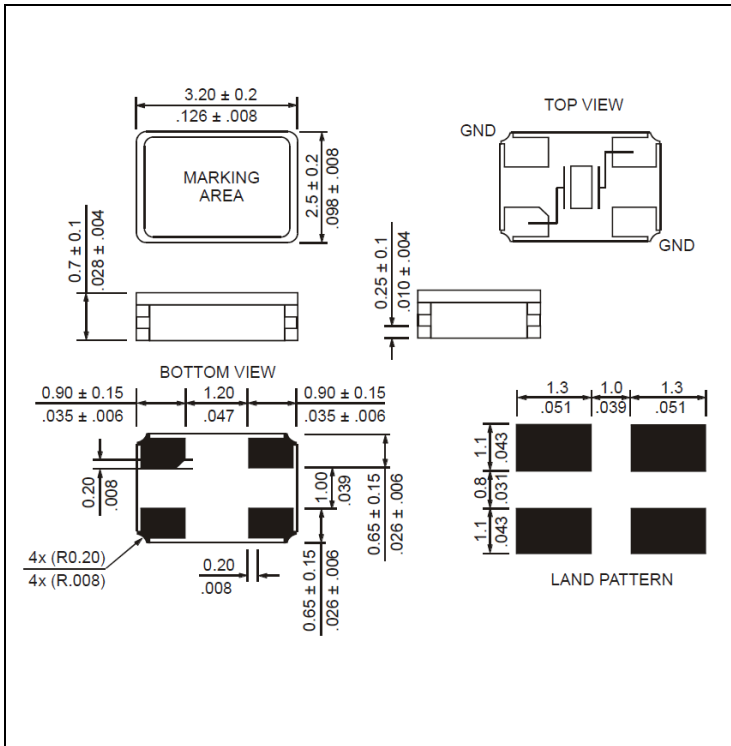 3.20 ± 0.2
.126 ± .008
MARKING
AREA
2.5 ± 0.2
.098 ± .008
TOP VIEW
GND
GND
0.7 ± 0.1
.028 ± .004
0.25 ± 0.1
.010 ± .004
BOTTOM VIEW
0.90 ± 0.15
.035 ± .006
1.20
.047
0.90 ± 0.15
.035 ± .006
0.20
.008
1.00
.039
0.65 ± 0.15
.026 ± .006
4x (R0.20)
4x (R.008)
0.20
.008
0.65 ± 0.15
.026 ± .006
1.3
.051
1.0
.039
1.3
.051
1.1
.043
0.8
.031
1.1
.043
LAND PATTERN